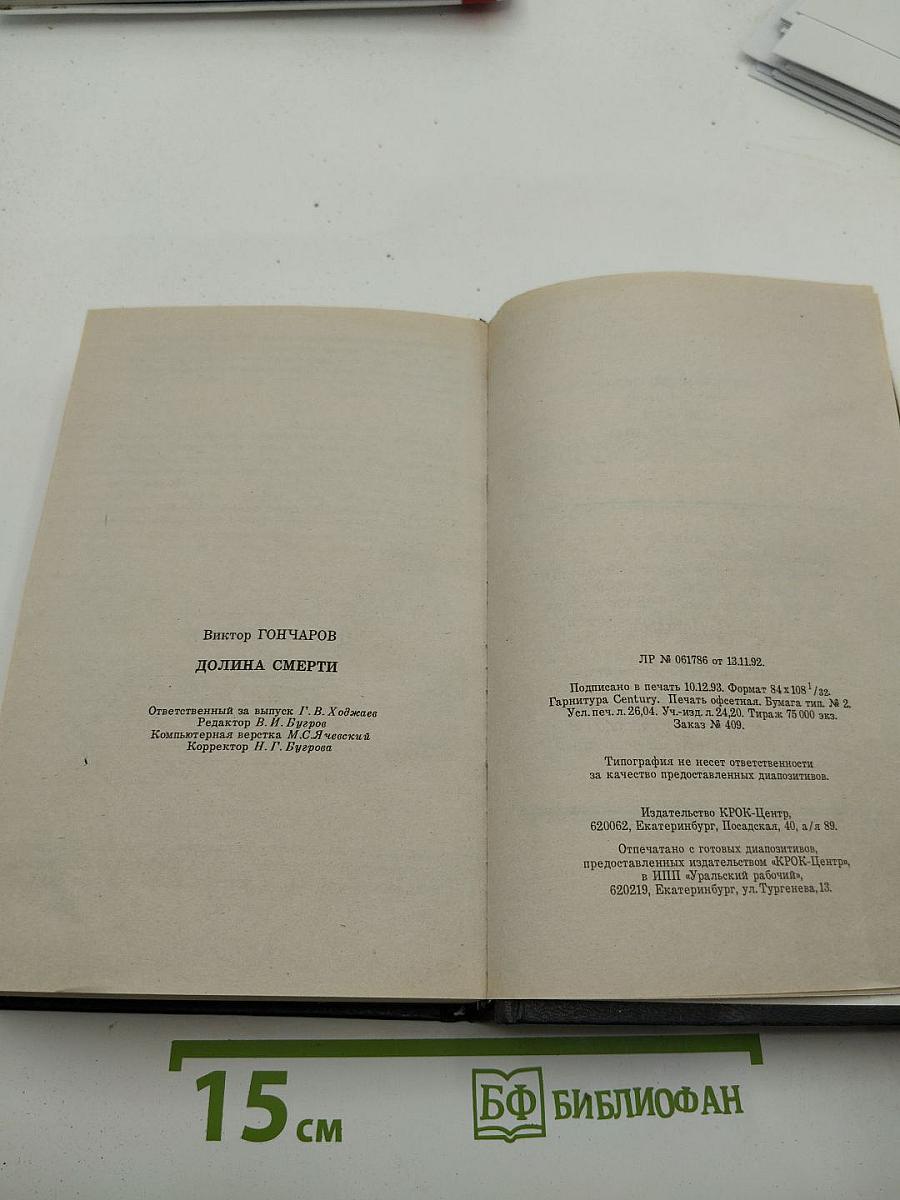 Виктор ГОНЧАРОВ
ДОЛИНА СМЕРТИ
Ответственный за выпуск Г. В. Ходжаев
Редактор В. И. Бугров
Компьютерная верстка М.С.Ячевский
Корректор Н. Г. Бугрова
ЛР № 061786 от 13.11.92.
Подписано в печать 10.12.93. Формат 84 х 108 1/32.
Гарнитура Century. Печать офсетная. Бумага тип. № 2.
Усл. печ. л. 26,04. Уч.-изд. л. 24,20. Тираж 75 000 экз.
Заказ № 409.
Типография не несет ответственности
за качество предоставленных диапозитивов.
Издательство КРОК-Центр,
620062, Екатеринбург, Посадская, 40, а/я 89.
Отпечатано с готовых диапозитивов,
предоставленных издательством «КРОК-Центр»,
в ИПП «Уральский рабочий»,
620219, Екатеринбург, ул. Тургенева, 13.
15 см
БФ БИБЛИОФАН